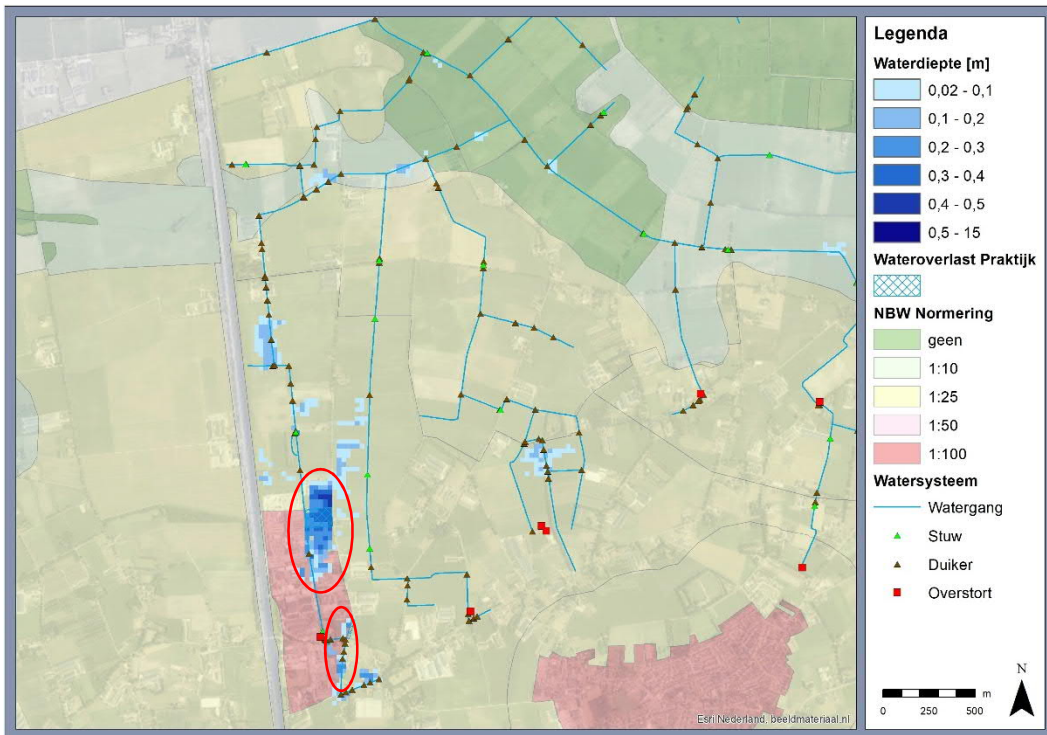 Legenda
Waterdiepte [m]
0,02 - 0,1
0,1 - 0,2
0,2 - 0,3
0,3 - 0,4
0,4 - 0,5
0,5 - 15
Wateroverlast Praktijk
NBW Normering
geen
1:10
1:25
1:50
1:100
Watersysteem
Watergang
Stuw
Duiker
Overstort
N
m
0 250 500
Esri Nederland, beeldmateriaal.nl